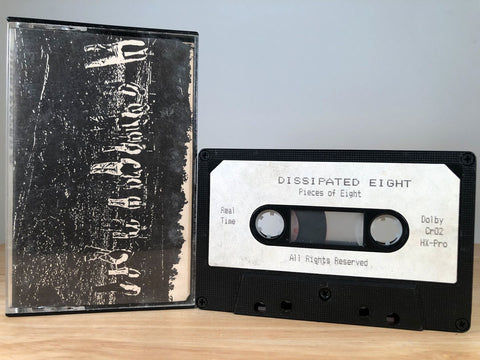 DISSIPATED EIGHT
Pieces of Eight
Real
Time
Dolby
CrO2
HX-Pro
All Rights Reserved